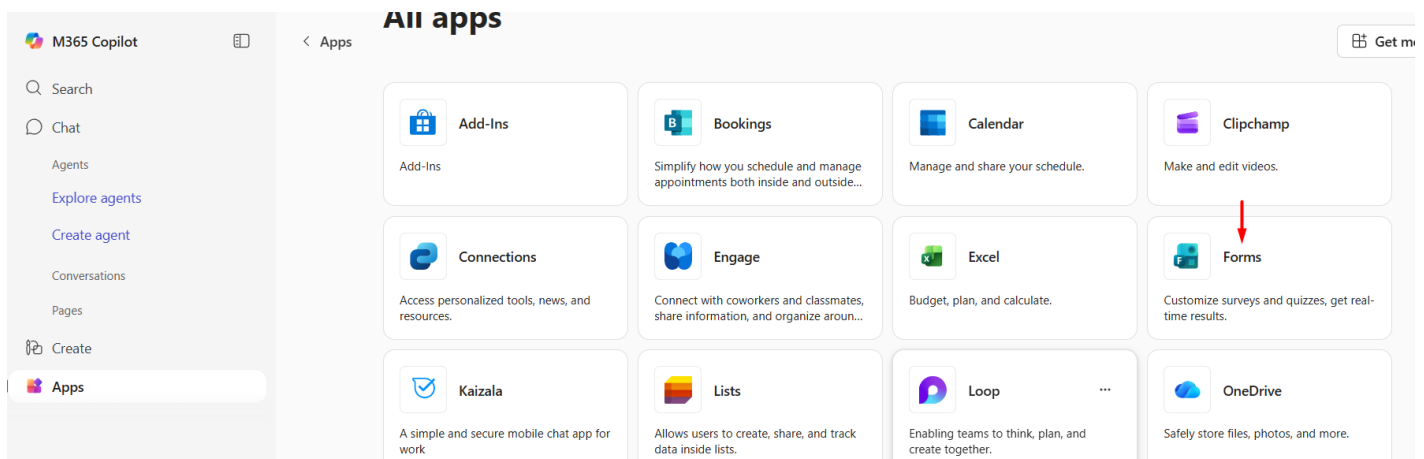 M365 Copilot
Search
Chat
Agents
Explore agents
Create agent
Conversations
Pages
Create
Apps
Apps
All apps
Get
Add-Ins
Add-Ins
Bookings
Simplify how you schedule and manage
appointments both inside and outside...
Calendar
Manage and share your schedule.
Clipchamp
Make and edit videos.
Connections
Access personalized tools, news, and
resources.
Engage
Connect with coworkers and classmates,
share information, and organize aroun...
Excel
Budget, plan, and calculate.
Forms
Customize surveys and quizzes, get real-
time results.
Kaizala
A simple and secure mobile chat app for
work
Lists
Allows users to create, share, and track
data inside lists.
Loop
Enabling teams to think, plan, and
create together.
OneDrive
Safely store files, photos, and more.